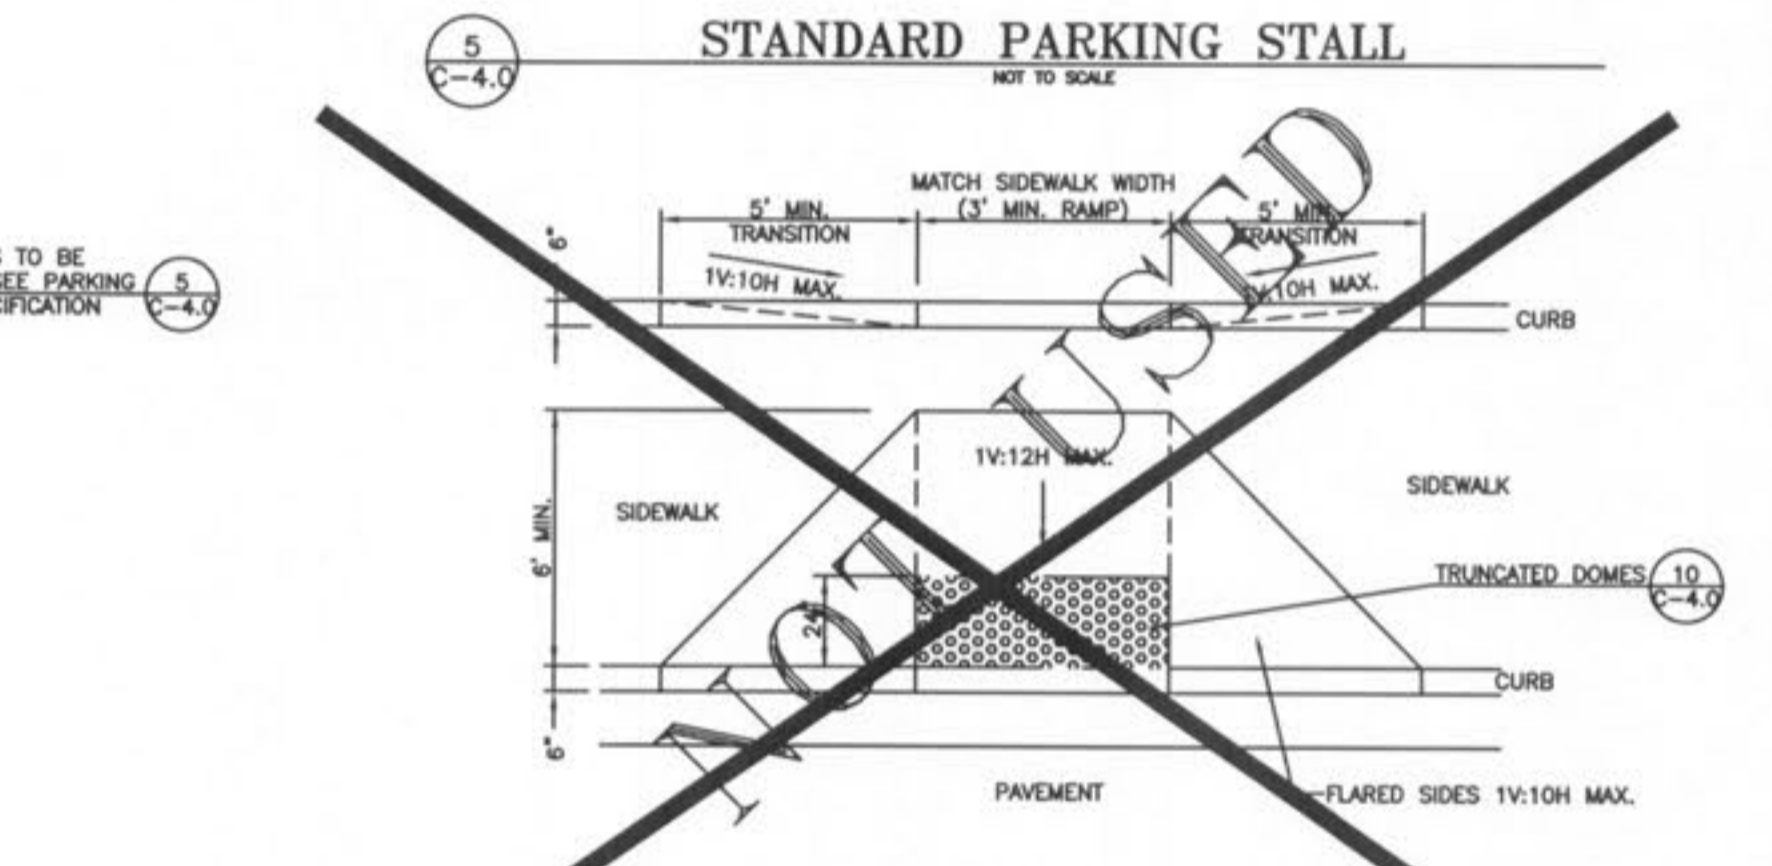 5
C-4.0
STANDARD PARKING STALL
NOT TO SCALE
MATCH SIDEWALK WIDTH
(3' MIN. RAMP)
5' MIN.
TRANSITION
5' MIN.
TRANSITION
6"
1V:10H MAX.
1V:10H MAX.
CURB
TO BE
SEE PARKING
5
C-4.0
NOT USED
1V:12H MAX.
SIDEWALK
SIDEWALK
6' MIN.
24"
TRUNCATED DOMES
10
C-4.0
CURB
6"
PAVEMENT
FLARED SIDES 1V:10H MAX.